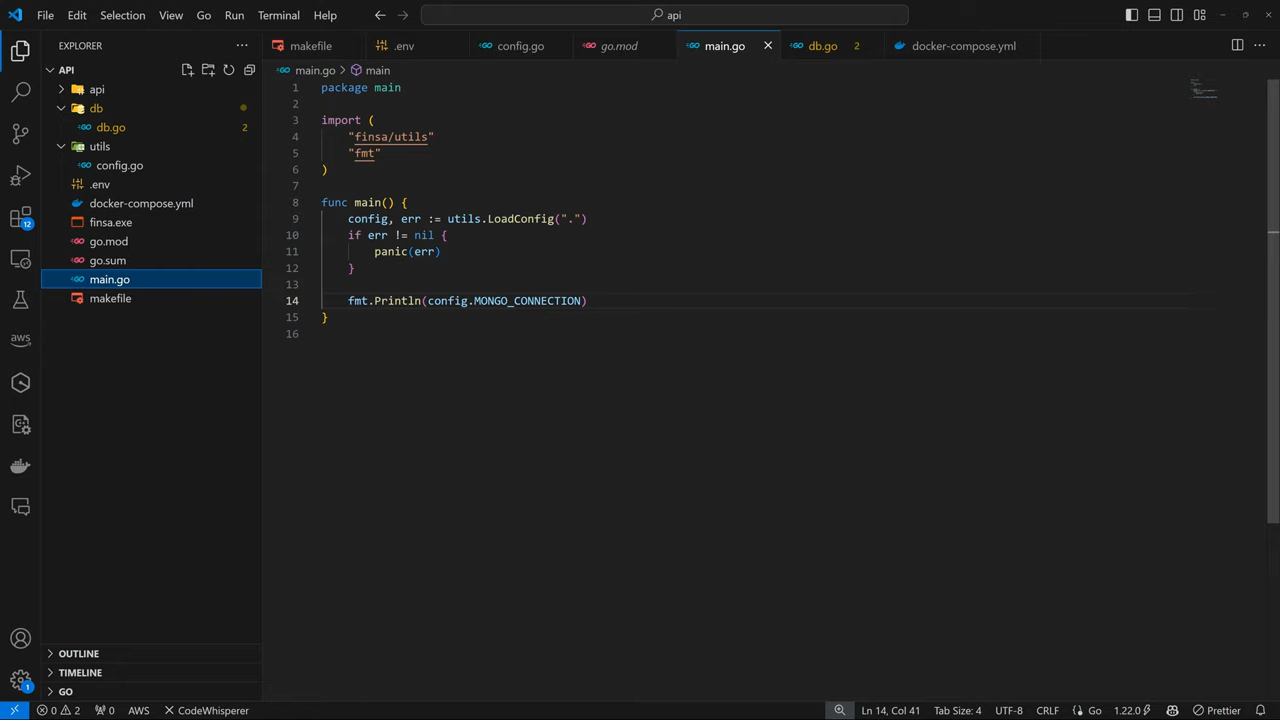 File Edit Selection View Go Run Terminal Help api
EXPLORER
makefile .env config.go go.mod main.go db.go 2 docker-compose.yml
API
main.go > main
api
db
db.go 2
utils
config.go
.env
docker-compose.yml
finsa.exe
go.mod
go.sum
main.go
makefile
1 package main
2
3 import (
4 "finsa/utils"
5 "fmt"
6 )
7
8 func main() {
9 config, err := utils.LoadConfig(".")
10 if err != nil {
11 panic(err)
12 }
13
14 fmt.Println(config.MONGO_CONNECTION)
15 }
16
12
aws
OUTLINE
TIMELINE
GO
1
0 2 0 AWS CodeWhisperer Ln 14, Col 41 Tab Size: 4 UTF-8 CRLF Go 1.22.0 Prettier